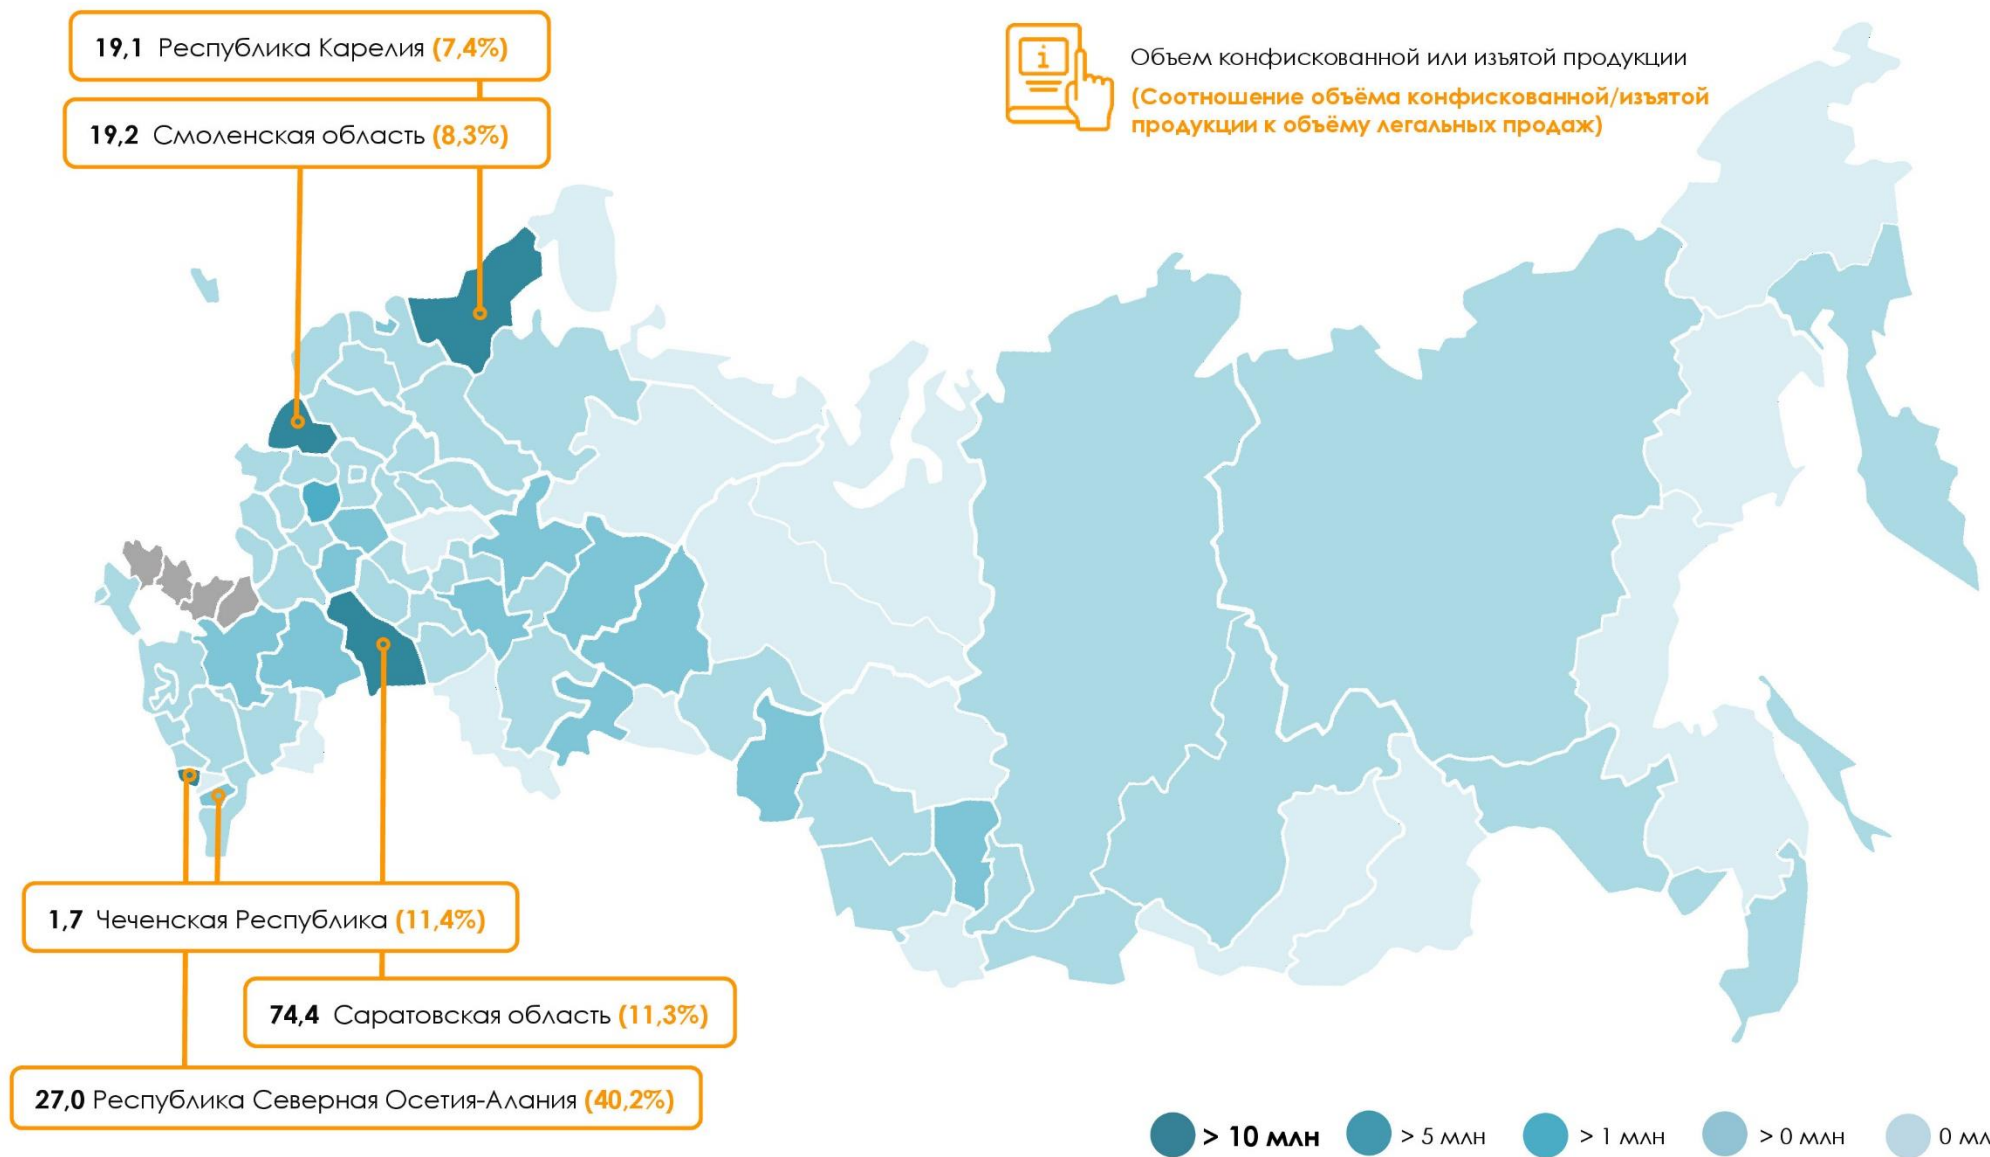 19,1 Республика Карелия (7,4%)
19,2 Смоленская область (8,3%)
i
Объем конфискованной или изъятой продукции
(Соотношение объёма конфискованной/изъятой
продукции к объёму легальных продаж)
1,7 Чеченская Республика (11,4%)
74,4 Саратовская область (11,3%)
27,0 Республика Северная Осетия-Алания (40,2%)
> 10 млн
> 5 млн
> 1 млн
> 0 млн
0 мл